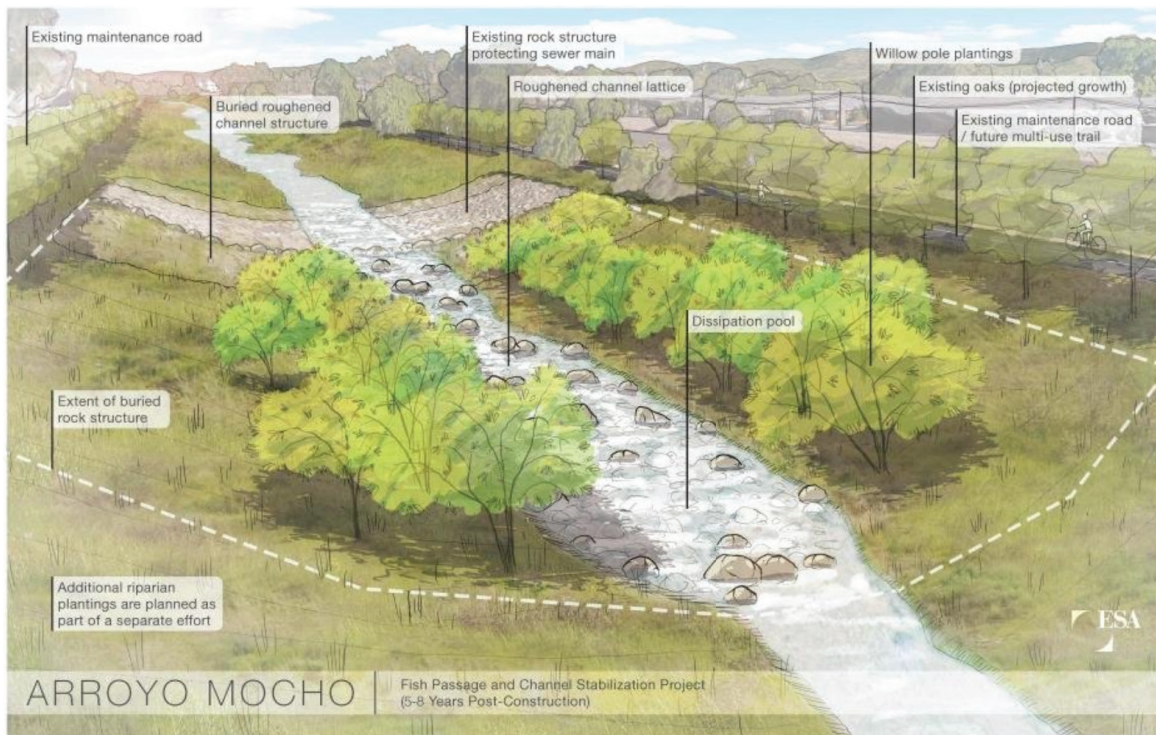 Existing maintenance road
Existing rock structure
protecting sewer main
Willow pole plantings
Buried roughened
channel structure
Roughened channel lattice
Existing oaks (projected growth)
Existing maintenance road
/ future multi-use trail
Dissipation pool
Extent of buried
rock structure
Additional riparian
plantings are planned as
part of a separate effort
ESA
ARROYO MOCHO
Fish Passage and Channel Stabilization Project
(5-8 Years Post-Construction)